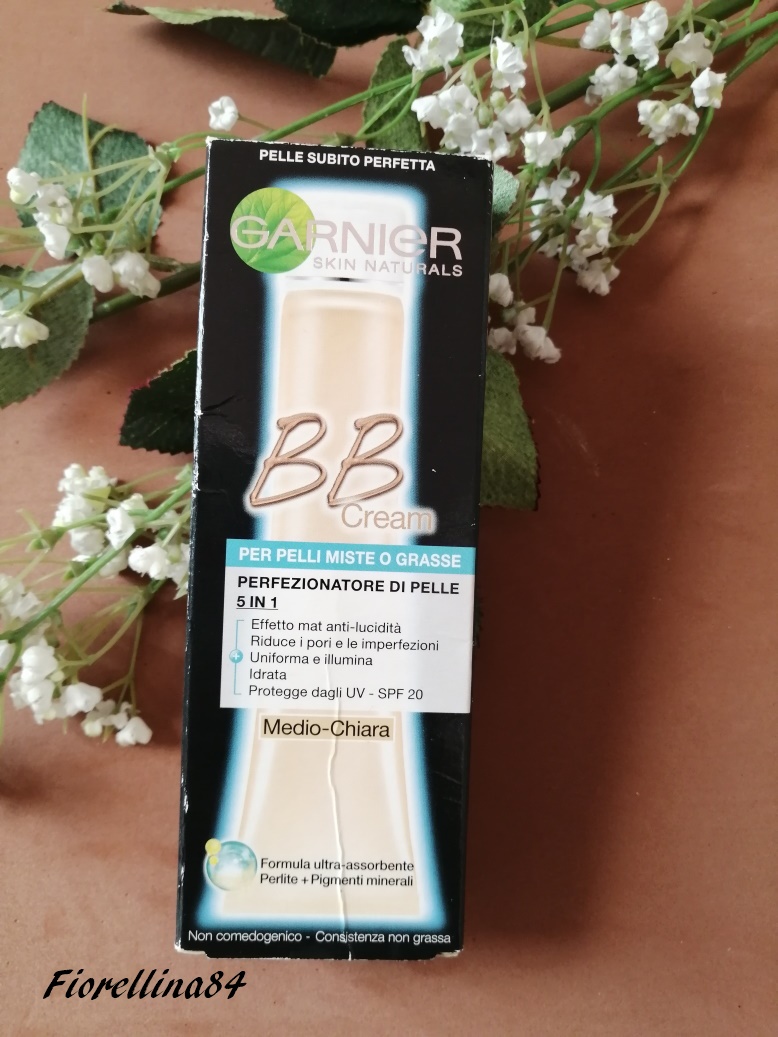 PELLE SUBITO PERFETTA
GARNIER
SKIN NATURALS
BB
Cream
PER PELLI MISTE O GRASSE
PERFEZIONATORE DI PELLE
5 IN 1
Effetto mat anti-lucidità
Riduce i pori e le imperfezioni
+ Uniforma e illumina
Idrata
Protegge dagli UV - SPF 20
Medio-Chiara
Formula ultra-assorbente
Perlite + Pigmenti minerali
Non comedogenico - Consistenza non grassa
Fiorellina84